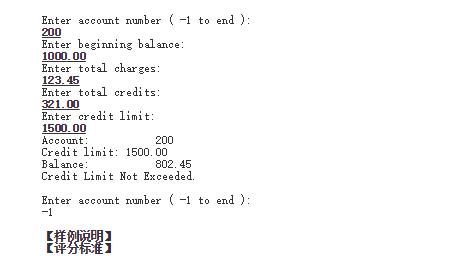 Enter account number ( -1 to end ):
200
Enter beginning balance:
1000.00
Enter total charges:
123.45
Enter total credits:
321.00
Enter credit limit:
1500.00
Account:          200
Credit limit: 1500.00
Balance:          802.45
Credit Limit Not Exceeded.
Enter account number ( -1 to end ):
-1
【样例说明】
【评分标准】